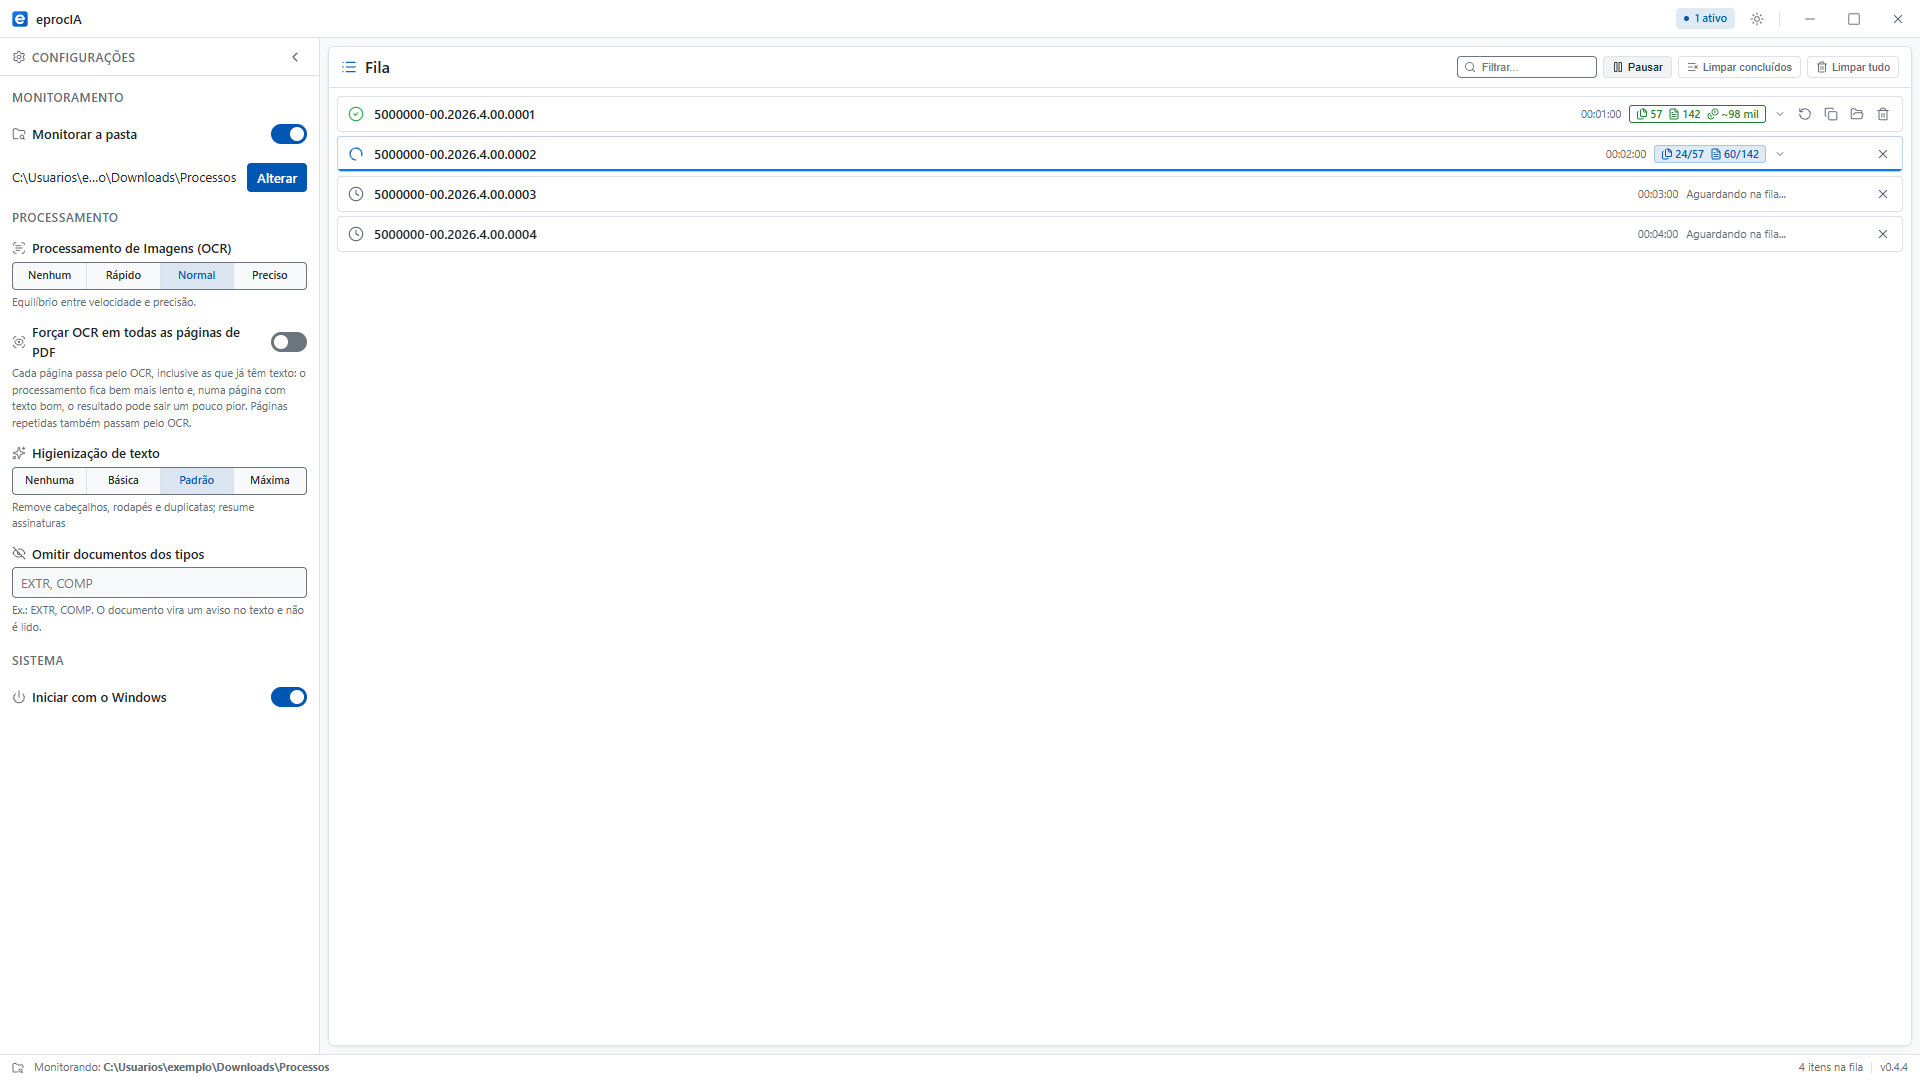 eprocIA
1 ativo
CONFIGURAÇÕES
MONITORAMENTO
Monitorar a pasta
C:\Usuarios\e...o\Downloads\Processos
Alterar
PROCESSAMENTO
Processamento de Imagens (OCR)
Nenhum Rápido Normal Preciso
Equilíbrio entre velocidade e precisão.
Forçar OCR em todas as páginas de
PDF
Cada página passa pelo OCR, inclusive as que já têm texto: o
processamento fica bem mais lento e, numa página com
texto bom, o resultado pode sair um pouco pior. Páginas
repetidas também passam pelo OCR.
Higienização de texto
Nenhuma Básica Padrão Máxima
Remove cabeçalhos, rodapés e duplicatas; resume
assinaturas
Omitir documentos dos tipos
EXTR, COMP
Ex.: EXTR, COMP. O documento vira um aviso no texto e não
é lido.
SISTEMA
Iniciar com o Windows
Fila
Filtrar...
Pausar
Limpar concluídos
Limpar tudo
5000000-00.2026.4.00.0001 00:01:00 57 142 ~98 mil
5000000-00.2026.4.00.0002 00:02:00 24/57 60/142
5000000-00.2026.4.00.0003 00:03:00 Aguardando na fila...
5000000-00.2026.4.00.0004 00:04:00 Aguardando na fila...
Monitorando: C:\Usuarios\exemplo\Downloads\Processos
4 itens na fila
v0.4.4